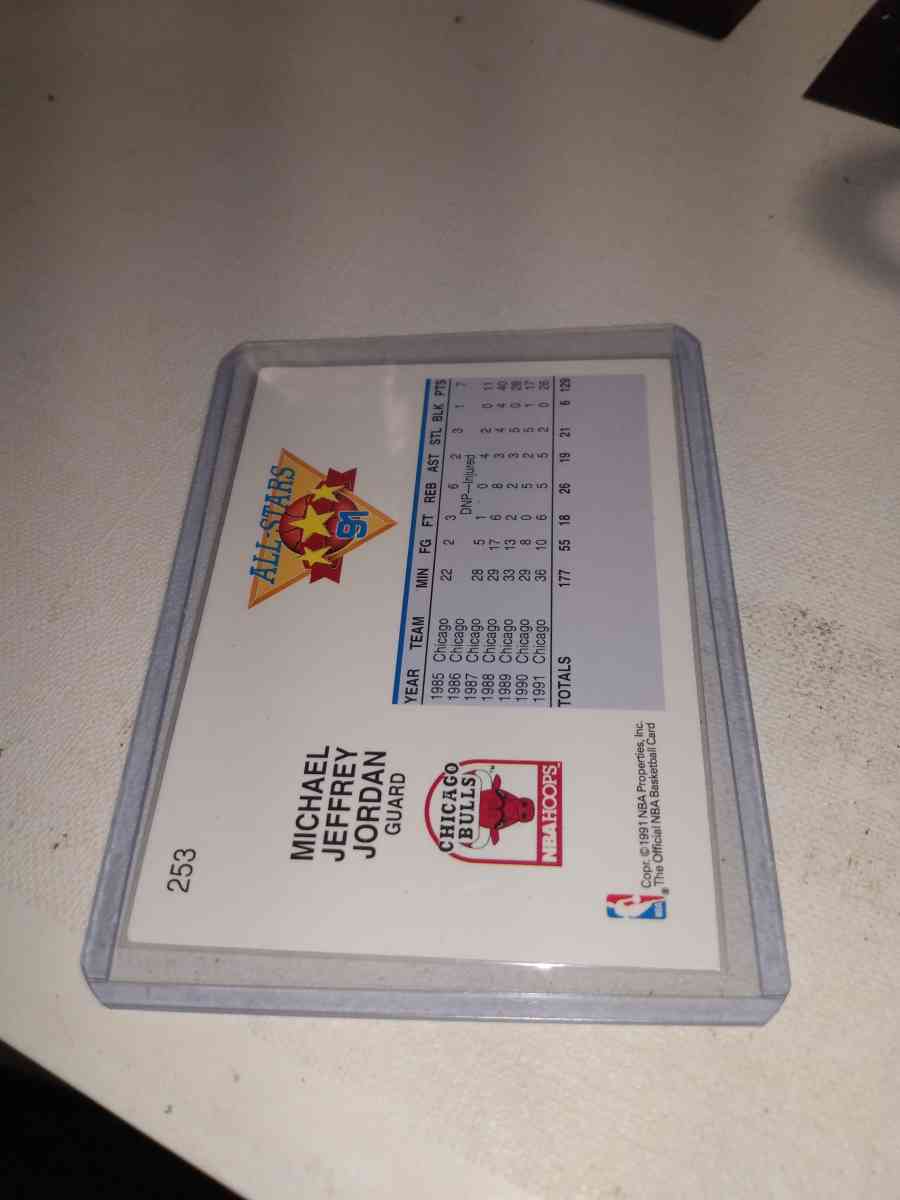 253
MICHAEL
JEFFREY
JORDAN
GUARD
CHICAGO
BULLS
NBA HOOPS
NBA
Copr. ©1991 NBA Properties, Inc.
® The Official NBA Basketball Card
ALL-STARS
91
YEAR TEAM MIN FG FT REB AST STL BLK PTS
1985 Chicago 22 2 3 6 2 3 1 7
1986 Chicago DNP—Injured
1987 Chicago 28 5 1 0 4 2 0 11
1988 Chicago 29 17 6 8 3 4 4 40
1989 Chicago 33 13 2 2 3 5 0 28
1990 Chicago 29 8 0 5 2 5 1 17
1991 Chicago 36 10 6 5 5 2 0 26
TOTALS 177 55 18 26 19 21 6 129